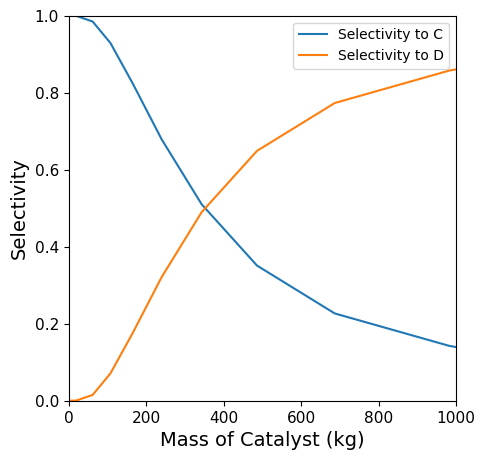 Selectivity to C
Selectivity to D
1.0
0.8
0.6
0.4
0.2
0.0
Selectivity
0 200 400 600 800 1000
Mass of Catalyst (kg)